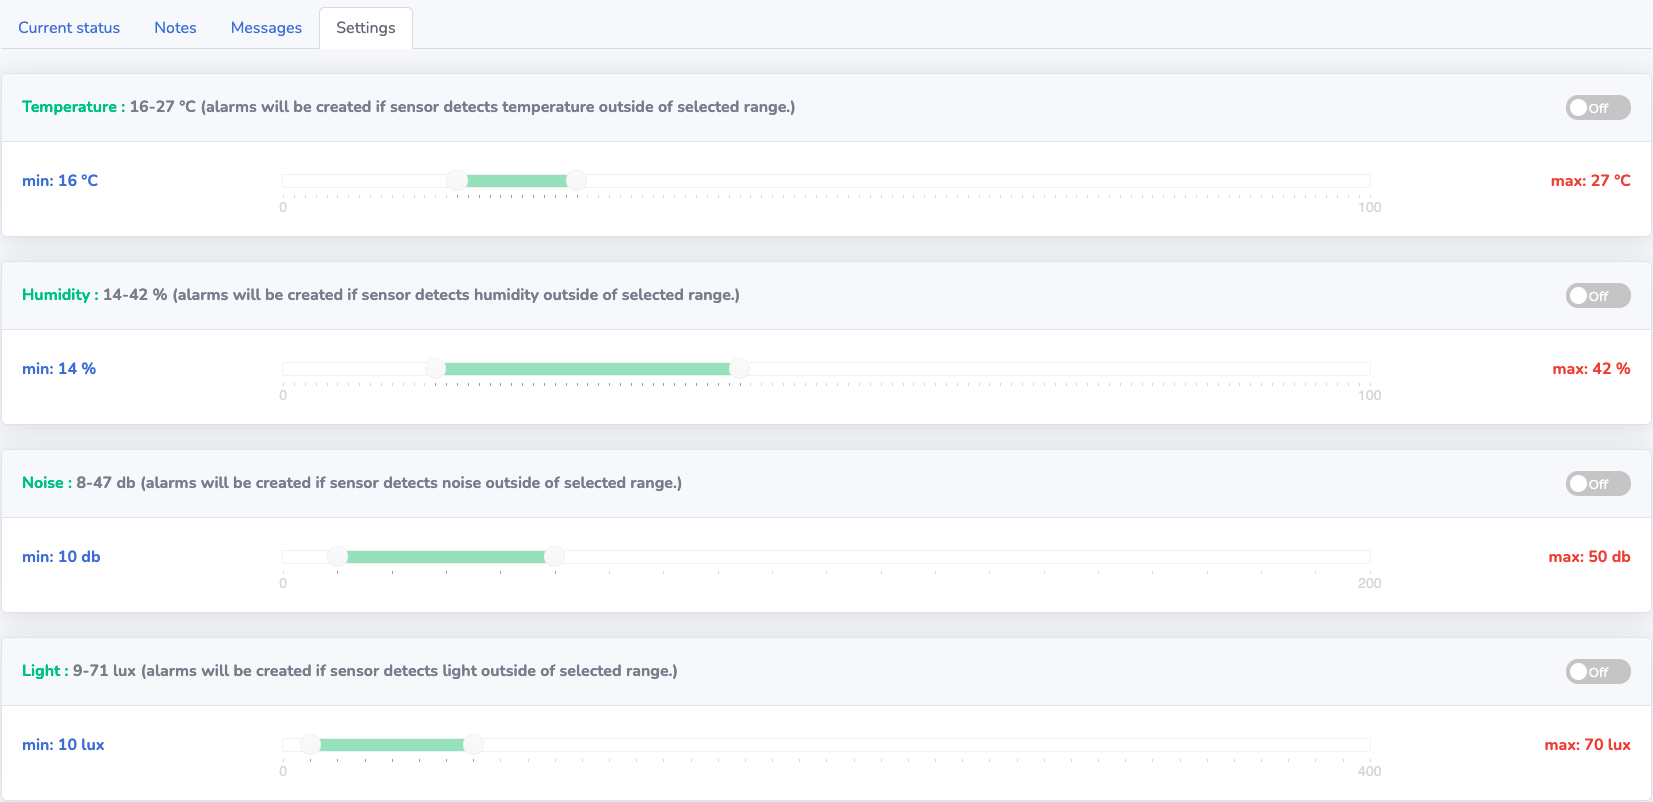 Current status Notes Messages Settings
Temperature : 16-27 °C (alarms will be created if sensor detects temperature outside of selected range.) Off
min: 16 °C max: 27 °C
0 100
Humidity : 14-42 % (alarms will be created if sensor detects humidity outside of selected range.) Off
min: 14 % max: 42 %
0 100
Noise : 8-47 db (alarms will be created if sensor detects noise outside of selected range.) Off
min: 10 db max: 50 db
0 200
Light : 9-71 lux (alarms will be created if sensor detects light outside of selected range.) Off
min: 10 lux max: 70 lux
0 400